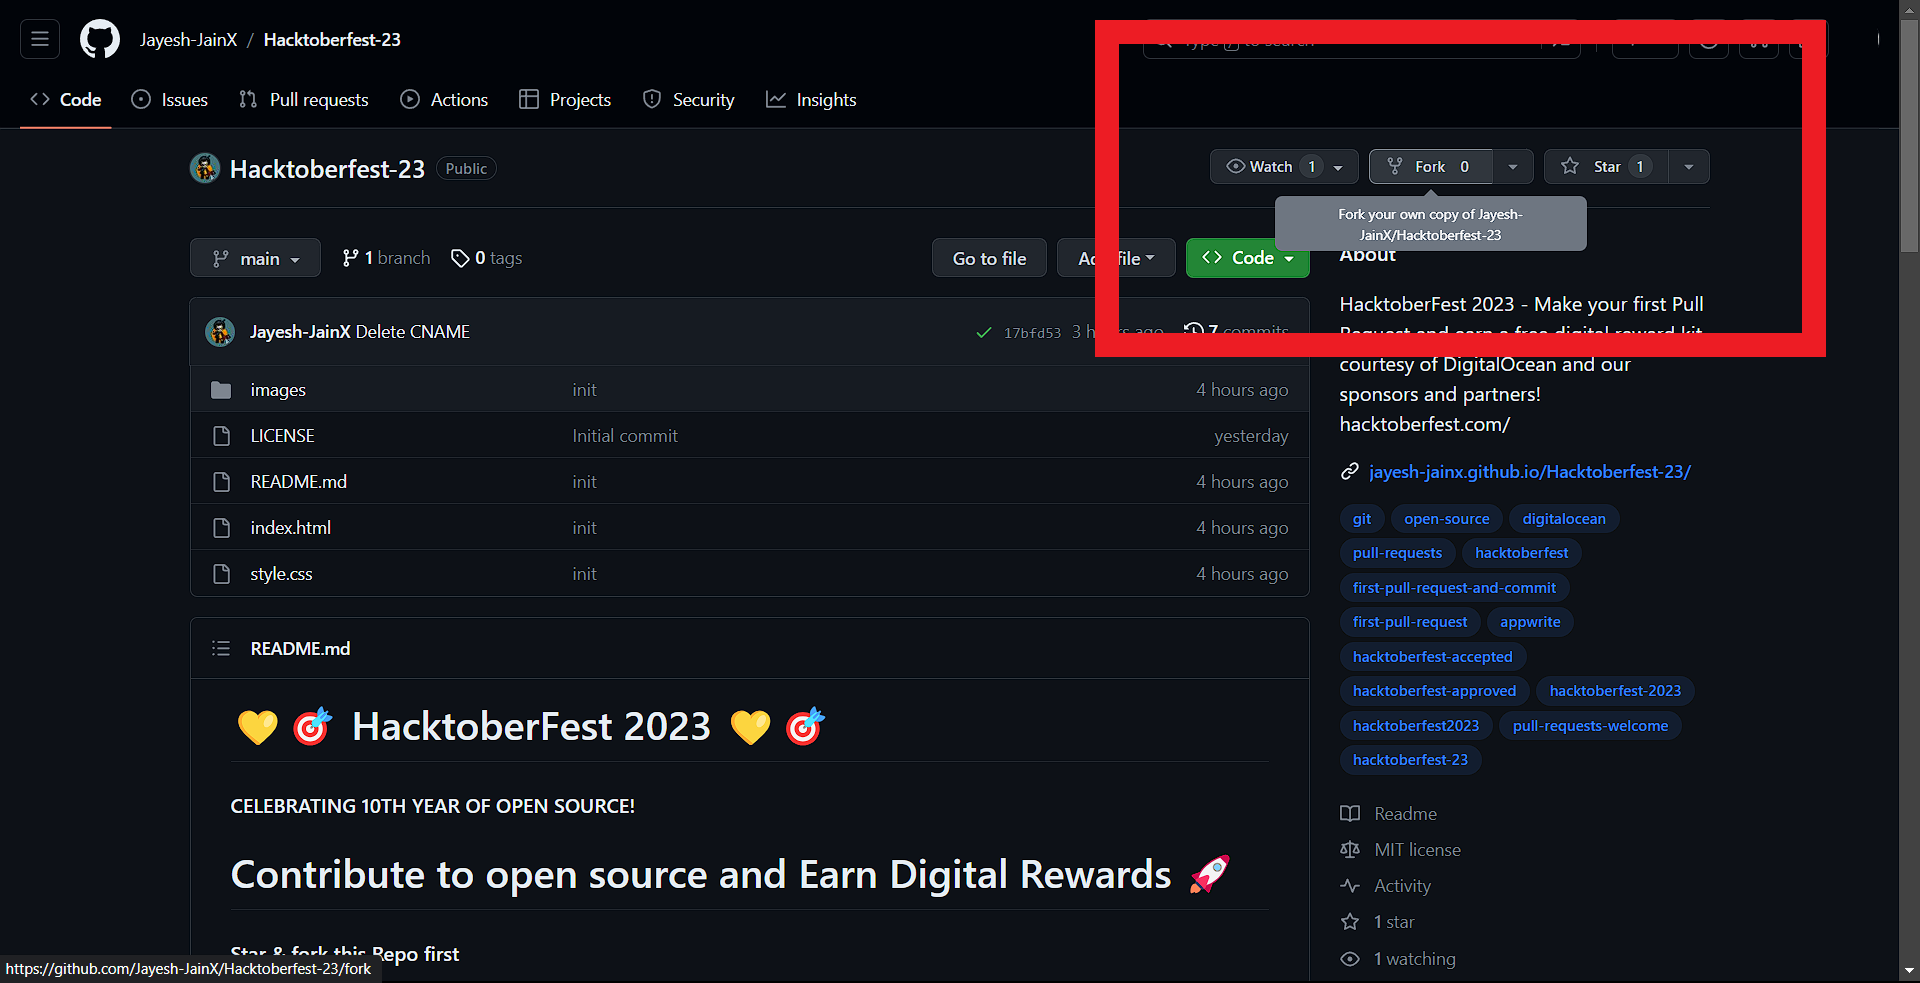 Jayesh-JainX / Hacktoberfest-23
Code Issues Pull requests Actions Projects Security Insights
Hacktoberfest-23 Public
Watch 1 Fork 0 Star 1
Fork your own copy of Jayesh-
JainX/Hacktoberfest-23
main 1 branch 0 tags Go to file file Code
About
HacktoberFest 2023 - Make your first Pull
Request and earn a free digital reward kit
courtesy of DigitalOcean and our
sponsors and partners!
hacktoberfest.com/
jayesh-jainx.github.io/Hacktoberfest-23/
git open-source digitalocean
pull-requests hacktoberfest
first-pull-request-and-commit
first-pull-request appwrite
hacktoberfest-accepted
hacktoberfest-approved hacktoberfest-2023
hacktoberfest2023 pull-requests-welcome
hacktoberfest-23
Readme
MIT license
Activity
1 star
1 watching
Jayesh-JainX Delete CNAME 17bfd53 3 ago 7 commits
images init 4 hours ago
LICENSE Initial commit yesterday
README.md init 4 hours ago
index.html init 4 hours ago
style.css init 4 hours ago
README.md
💛 🎯 HacktoberFest 2023 💛 🎯
CELEBRATING 10TH YEAR OF OPEN SOURCE!
Contribute to open source and Earn Digital Rewards 🚀
Star & fork this Repo first
https://github.com/Jayesh-JainX/Hacktoberfest-23/fork